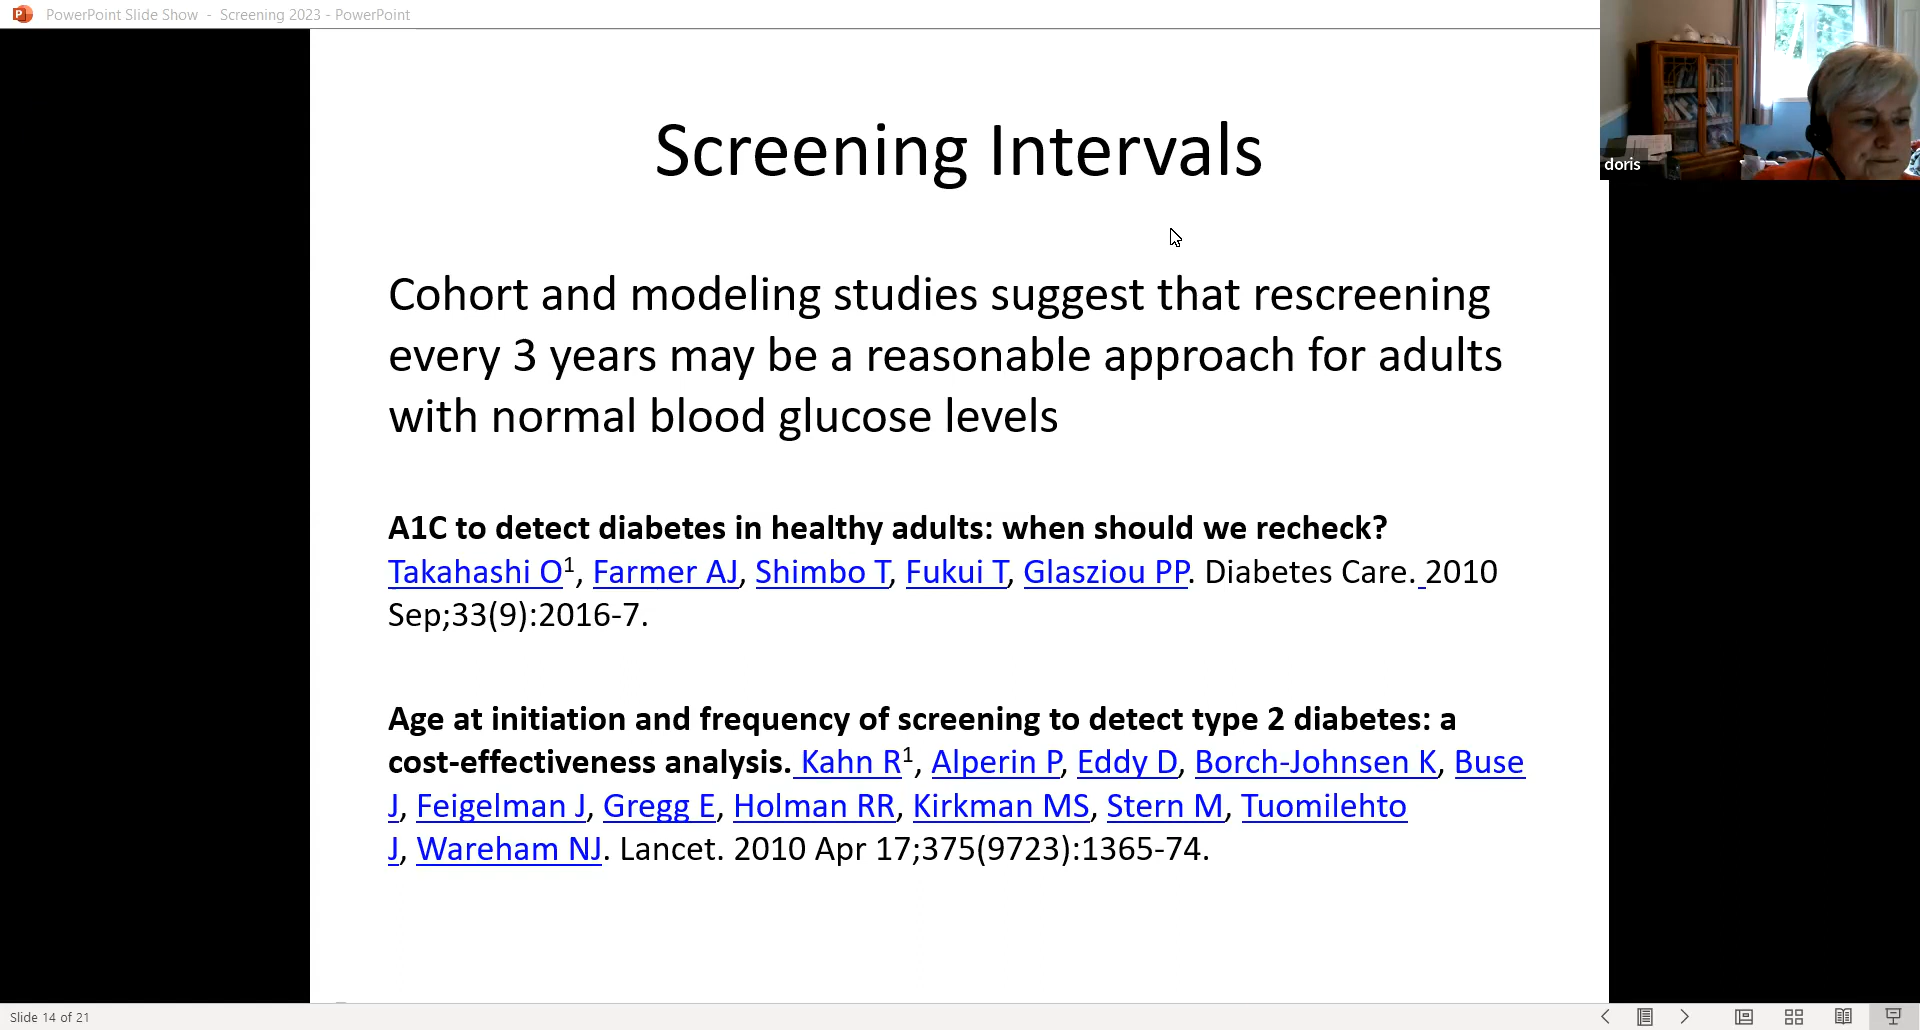 PowerPoint Slide Show - Screening 2023 - PowerPoint
doris
Screening Intervals
Cohort and modeling studies suggest that rescreening
every 3 years may be a reasonable approach for adults
with normal blood glucose levels
A1C to detect diabetes in healthy adults: when should we recheck?
Takahashi O1, Farmer AJ, Shimbo T, Fukui T, Glasziou PP. Diabetes Care. 2010
Sep;33(9):2016-7.
Age at initiation and frequency of screening to detect type 2 diabetes: a
cost-effectiveness analysis. Kahn R1, Alperin P, Eddy D, Borch-Johnsen K, Buse
J, Feigelman J, Gregg E, Holman RR, Kirkman MS, Stern M, Tuomilehto
J, Wareham NJ. Lancet. 2010 Apr 17;375(9723):1365-74.
Slide 14 of 21